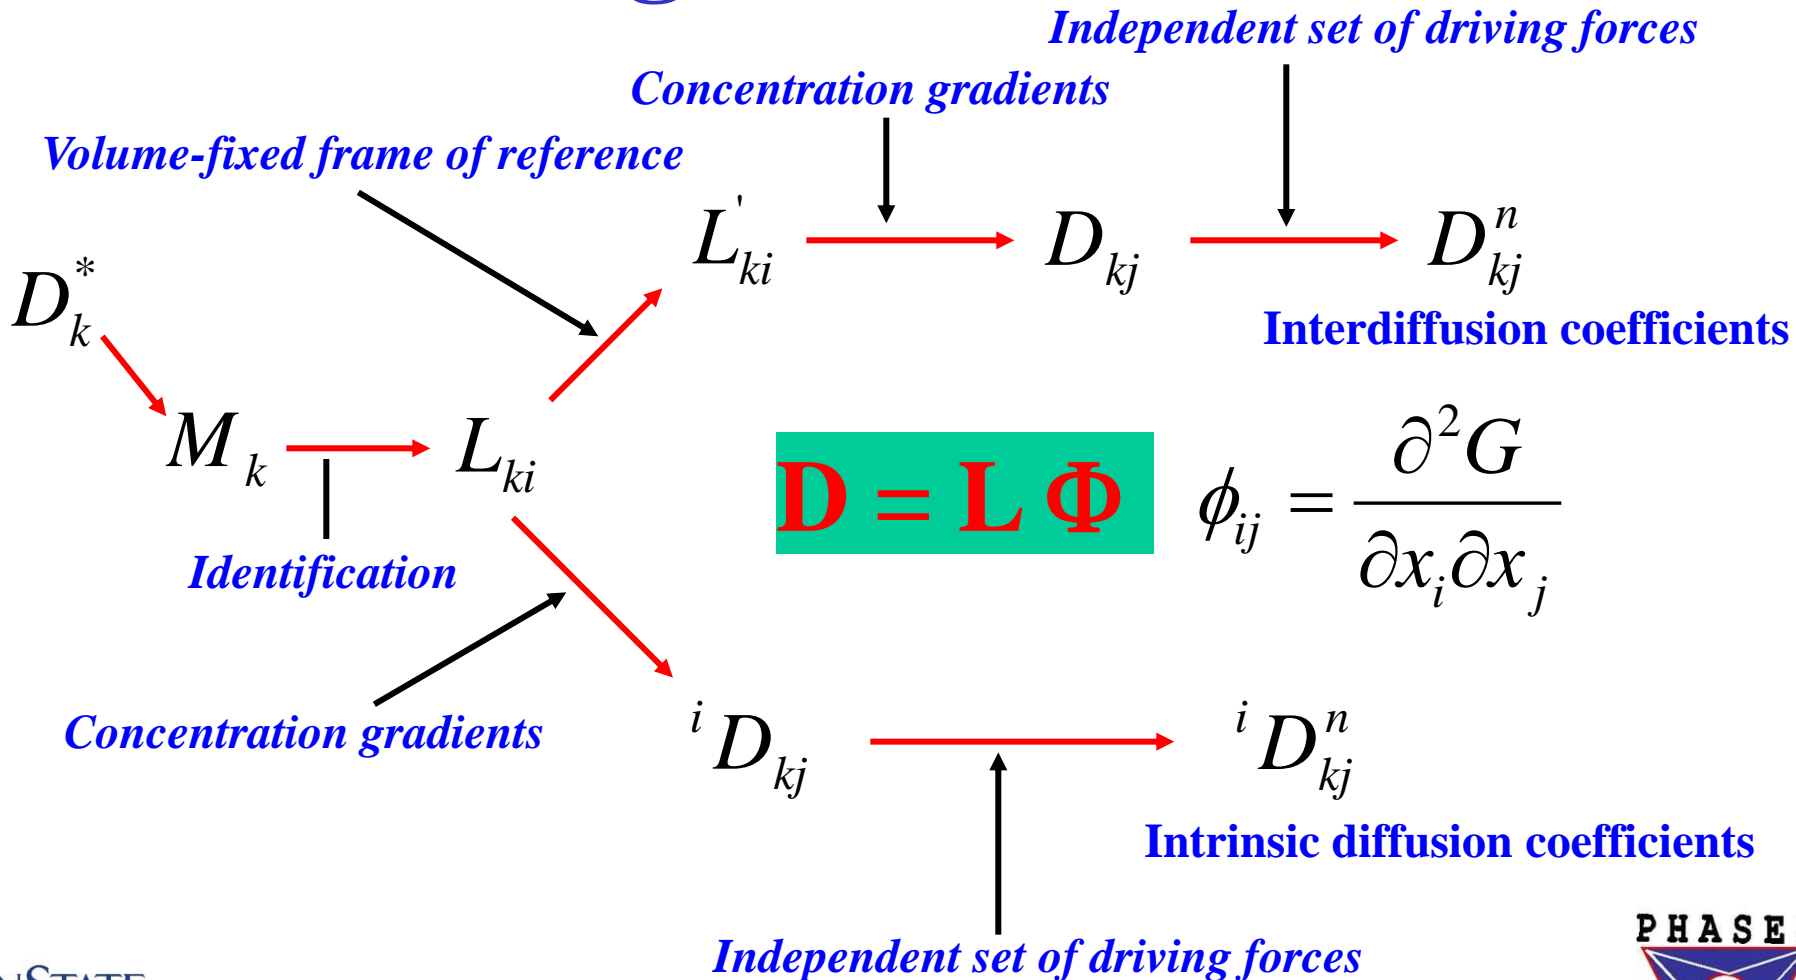 Independent set of driving forces
Concentration gradients
Volume-fixed frame of reference
D*k
Mk
Lki
L'ki
Dkj
Dⁿkj
Interdiffusion coefficients
Identification
D = L Φ
ϕij = ∂²G / ∂xi∂xj
Concentration gradients
ⁱDkj
ⁱDⁿkj
Intrinsic diffusion coefficients
Independent set of driving forces
PHASE
NSTATE